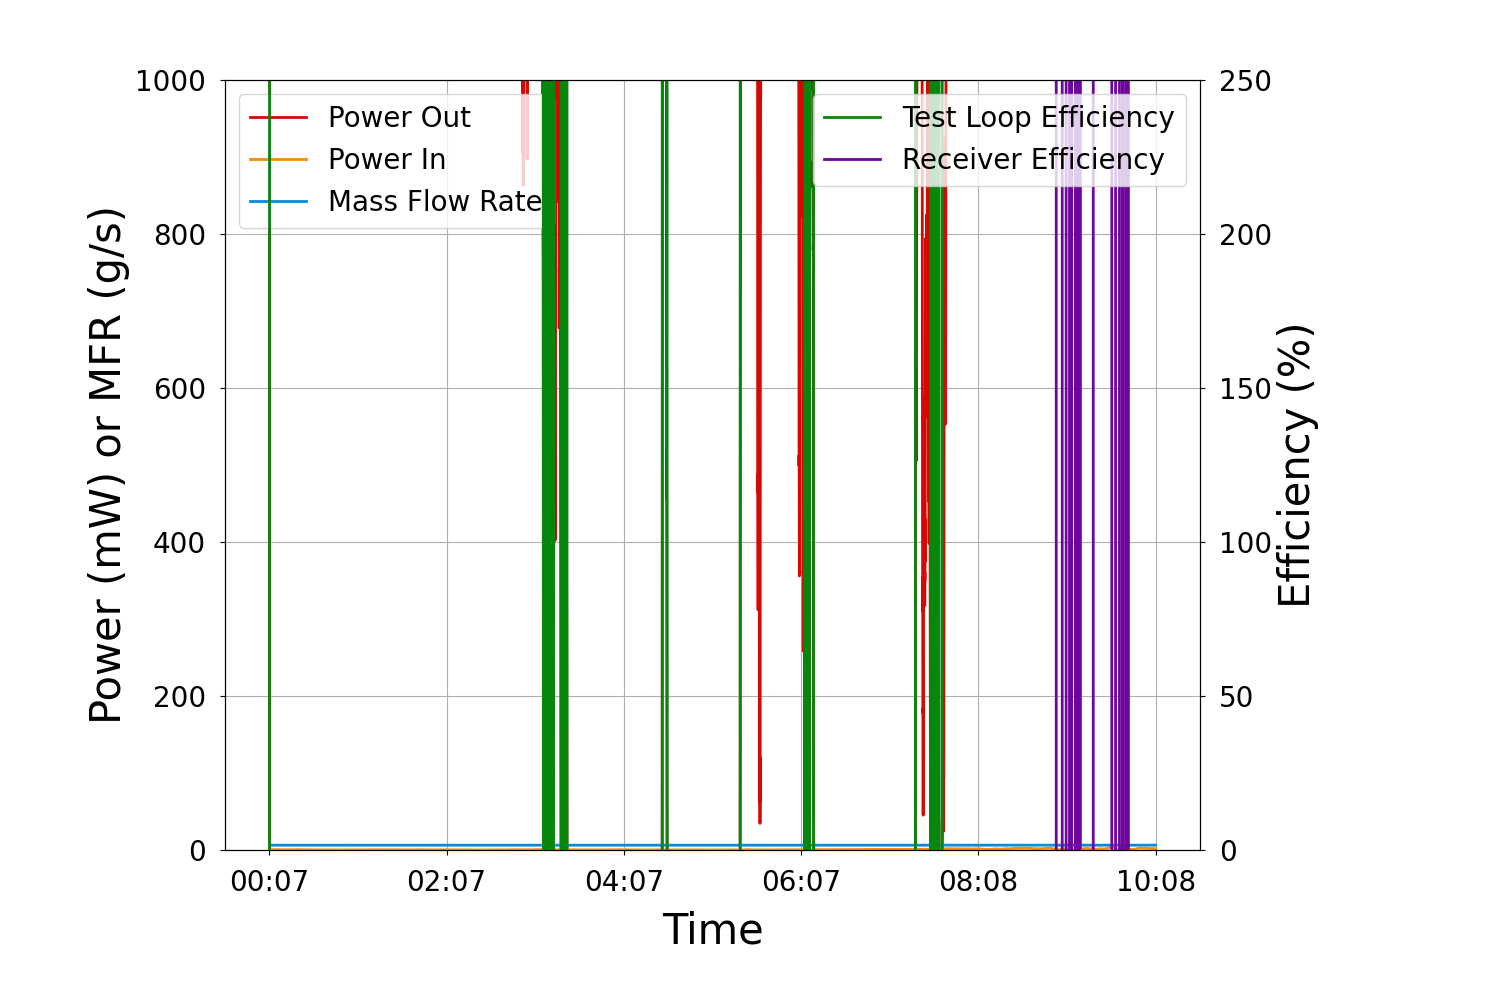 Power Out
Power In
Mass Flow Rate
Test Loop Efficiency
Receiver Efficiency
1000
800
600
400
200
0
Power (mW) or MFR (g/s)
250
200
150
100
50
0
Efficiency (%)
00:07 02:07 04:07 06:07 08:08 10:08
Time